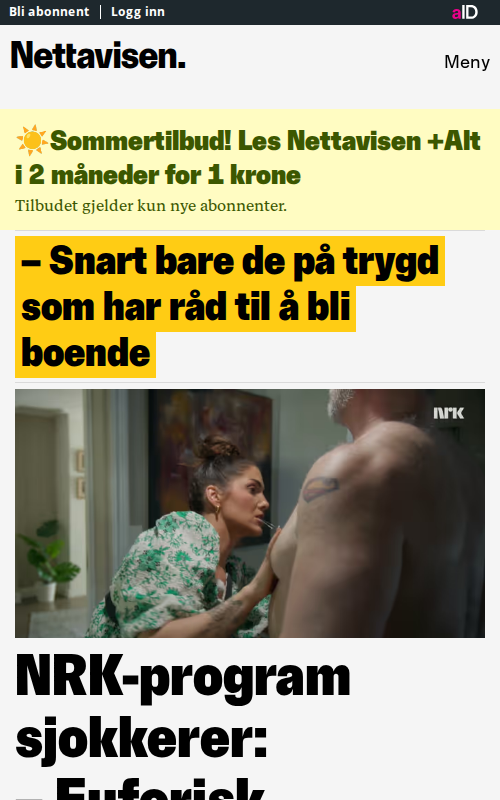 Bli abonnent | Logg inn
aID
Nettavisen.
Meny
☀️Sommertilbud! Les Nettavisen +Alt
i 2 måneder for 1 krone
Tilbudet gjelder kun nye abonnenter.
– Snart bare de på trygd
som har råd til å bli
boende
nrk
NRK-program
sjokkerer:
– Euforisk